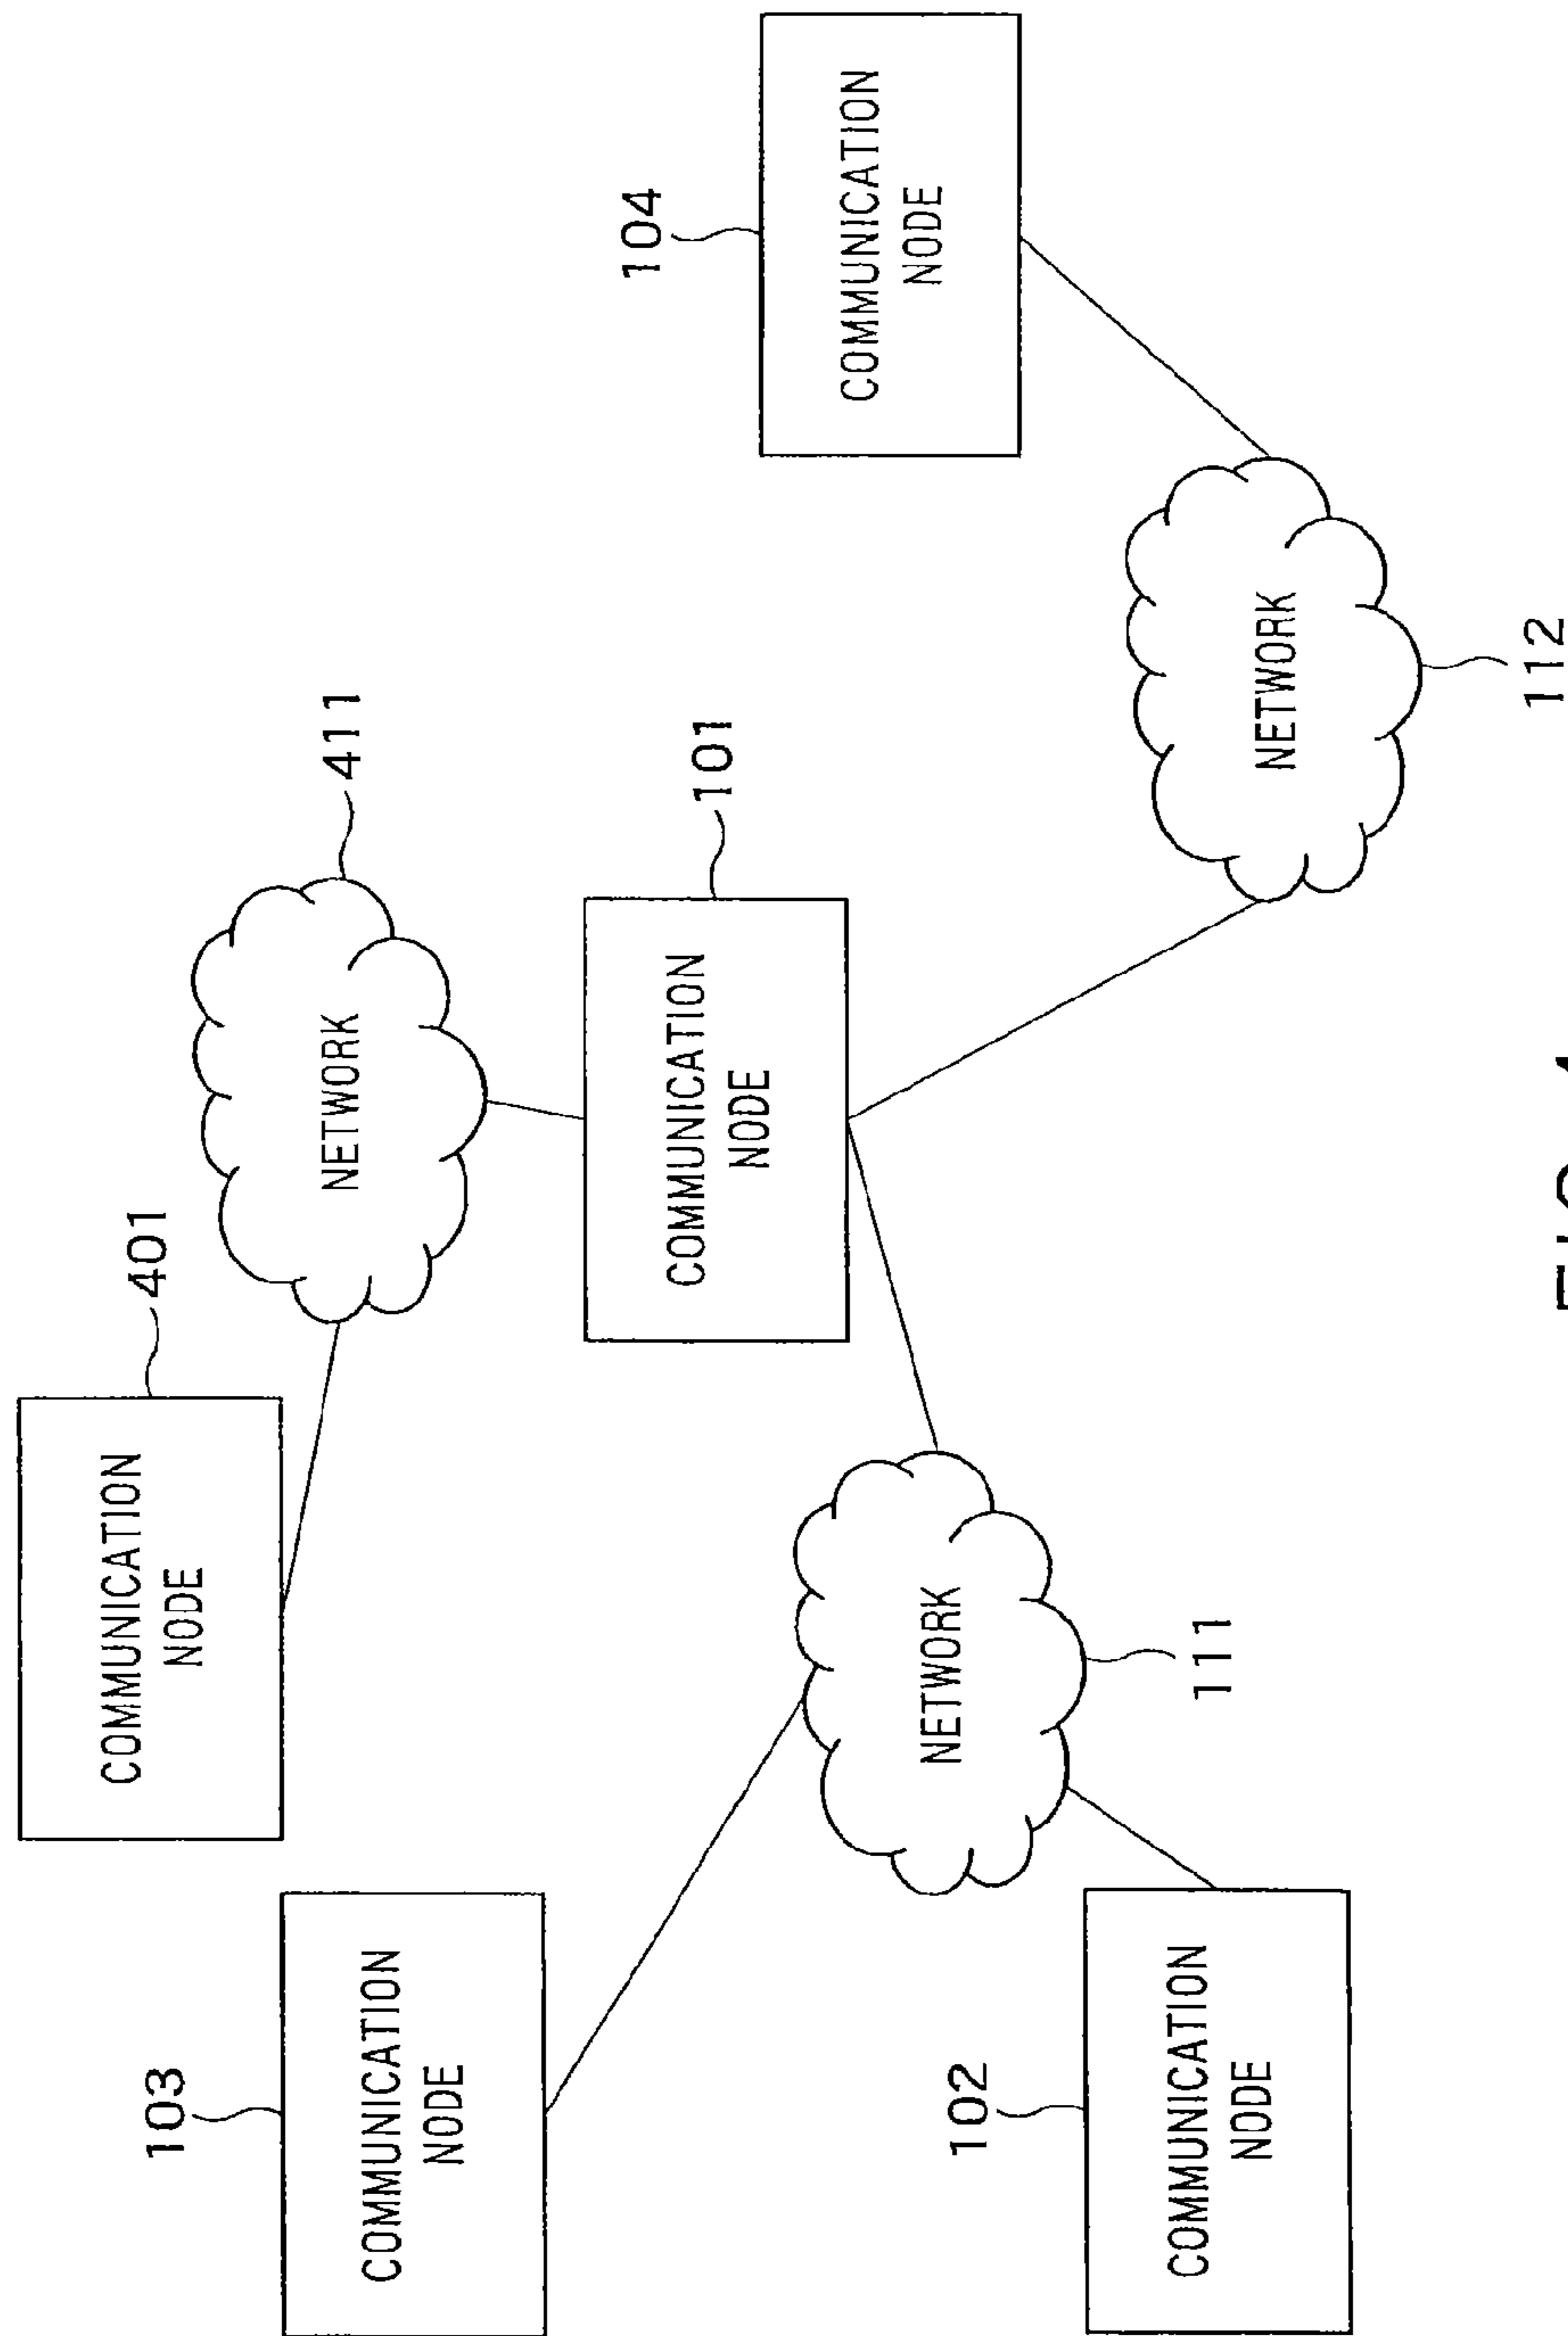 401
COMMUNICATION
NODE
103
COMMUNICATION
NODE
NETWORK
411
104
COMMUNICATION
NODE
101
COMMUNICATION
NODE
NETWORK
111
102
COMMUNICATION
NODE
NETWORK
112